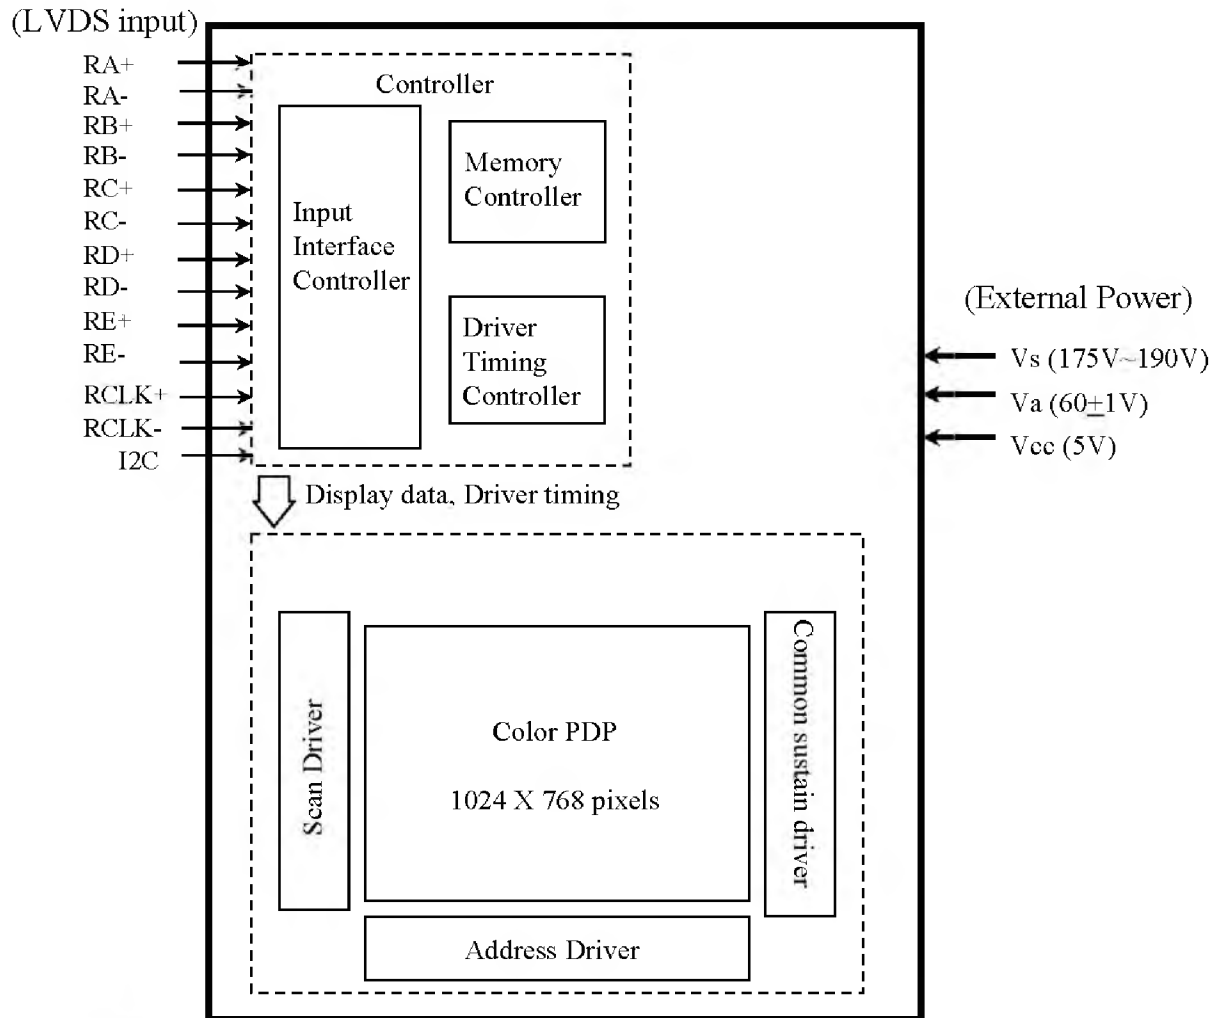 (LVDS input)
RA+
RA-
RB+
RB-
RC+
RC-
RD+
RD-
RE+
RE-
RCLK+
RCLK-
I2C
Controller
Input
Interface
Controller
Memory
Controller
Driver
Timing
Controller
(External Power)
Vs (175V~190V)
Va (60±1V)
Vcc (5V)
Display data, Driver timing
Scan Driver
Color PDP
1024 X 768 pixels
Common sustain driver
Address Driver